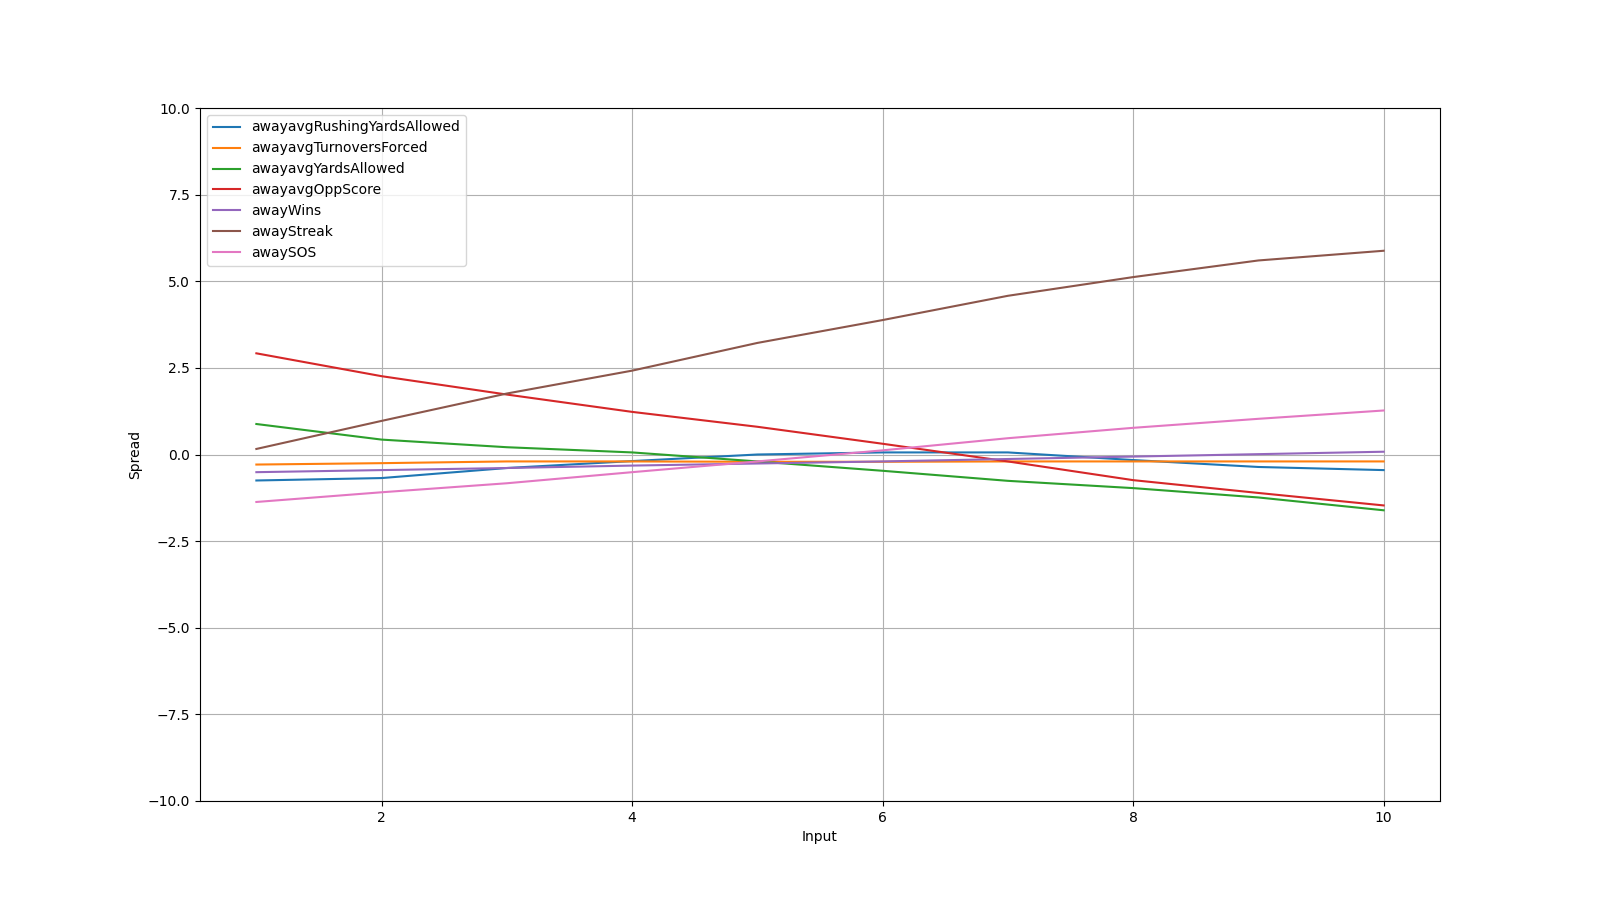 10.0
7.5
5.0
2.5
0.0
−2.5
−5.0
−7.5
−10.0
Spread
awayavgRushingYardsAllowed
awayavgTurnoversForced
awayavgYardsAllowed
awayavgOppScore
awayWins
awayStreak
awaySOS
2 4 6 8 10
Input